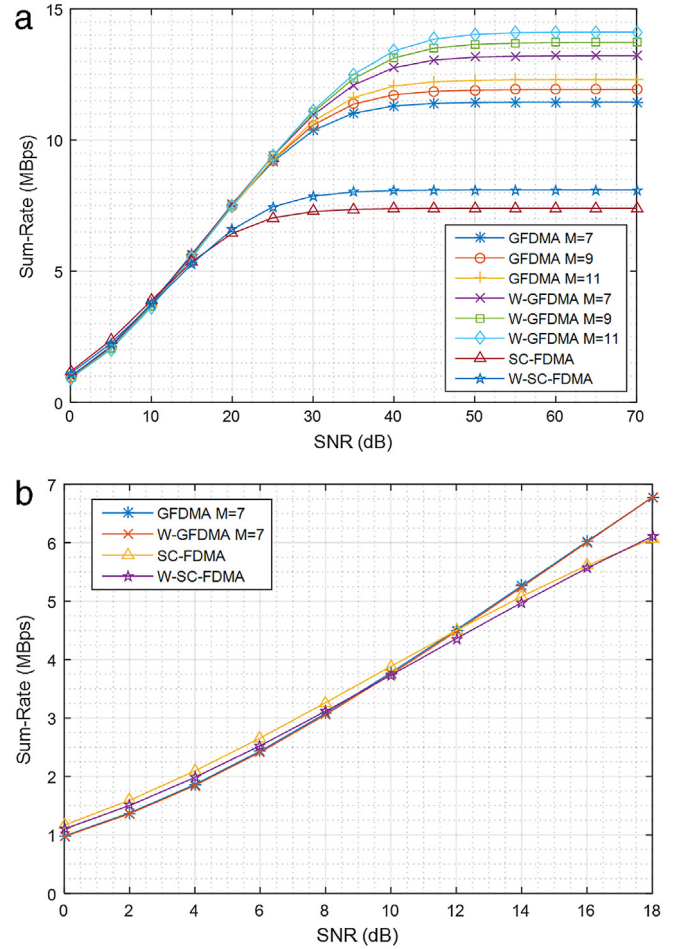 a
15
10
5
0
Sum-Rate (MBps)
GFDMA M=7
GFDMA M=9
GFDMA M=11
W-GFDMA M=7
W-GFDMA M=9
W-GFDMA M=11
SC-FDMA
W-SC-FDMA
0 10 20 30 40 50 60 70
SNR (dB)
b
7
6
5
4
3
2
1
0
Sum-Rate (MBps)
GFDMA M=7
W-GFDMA M=7
SC-FDMA
W-SC-FDMA
0 2 4 6 8 10 12 14 16 18
SNR (dB)